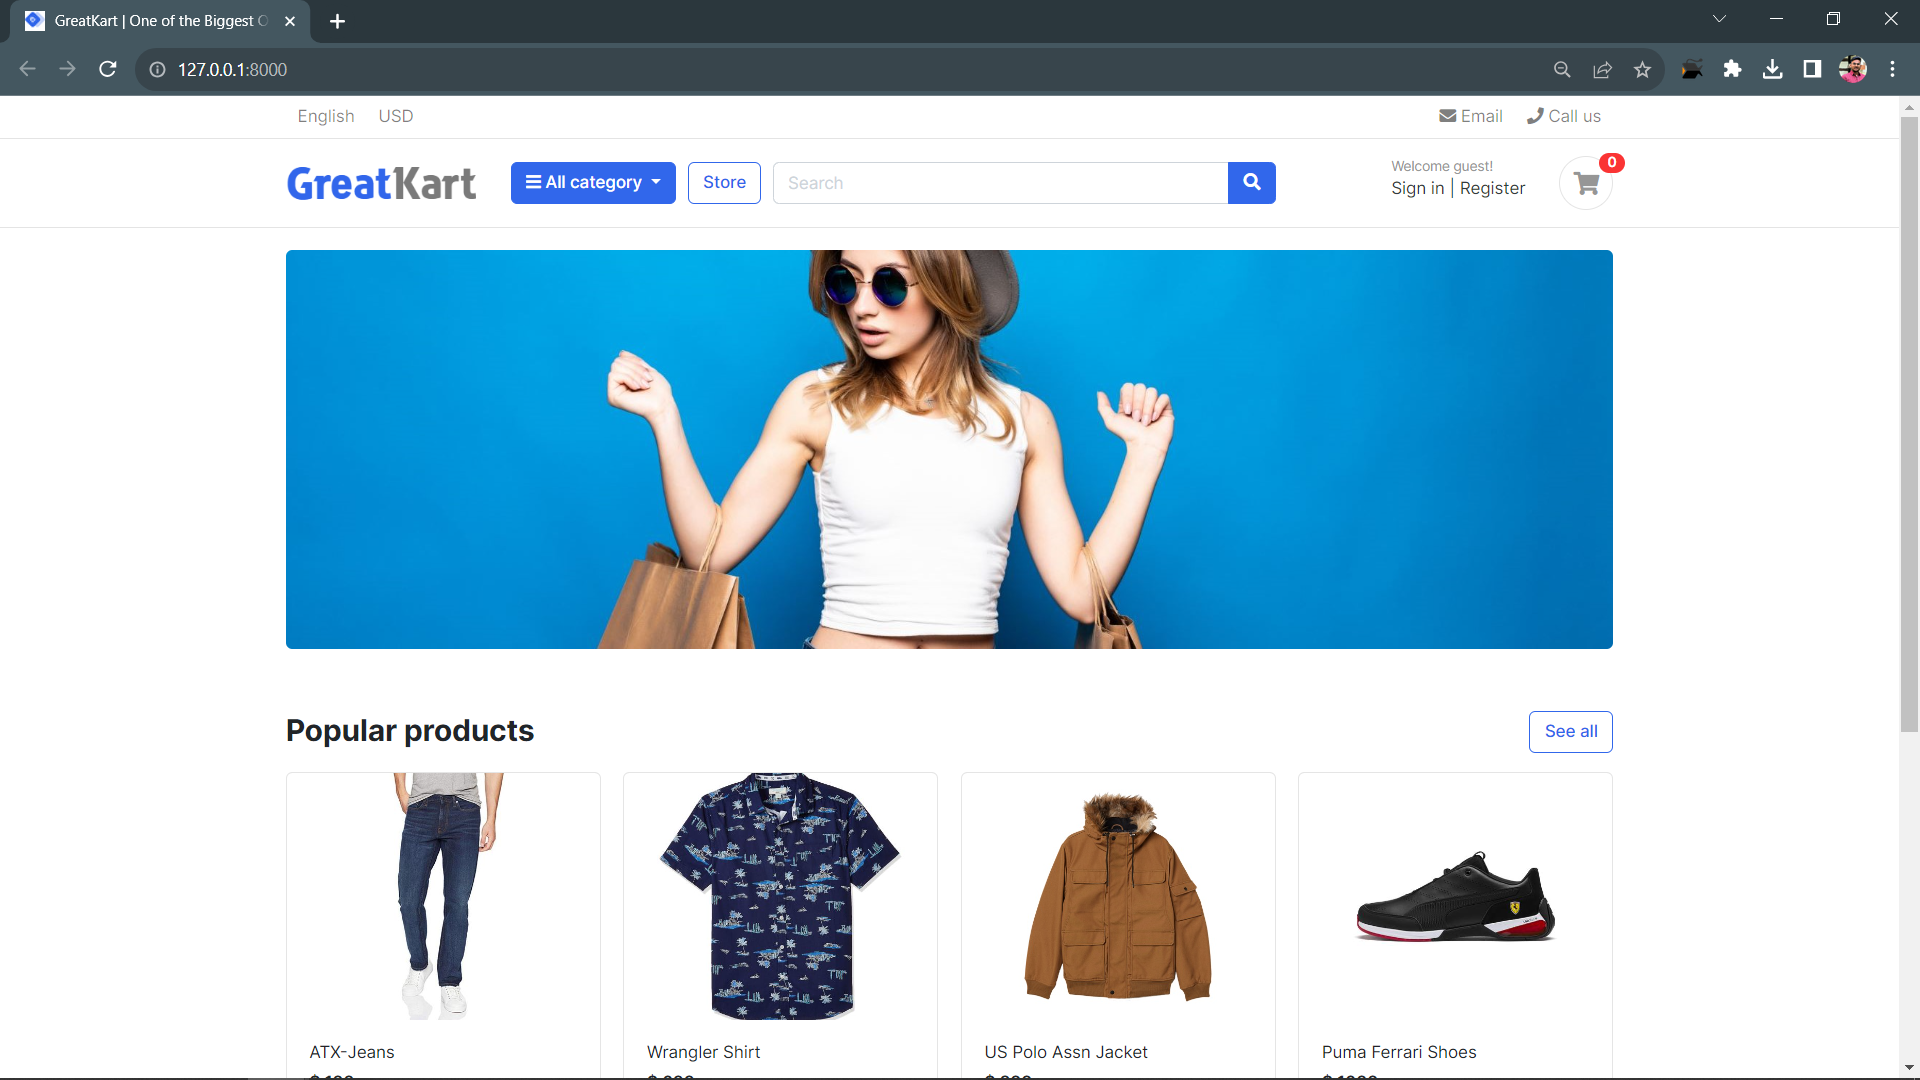 GreatKart | One of the Biggest O
127.0.0.1:8000
English USD Email Call us
GreatKart All category Store Search Welcome guest! 0
Sign in | Register
Popular products See all
ATX-Jeans Wrangler Shirt US Polo Assn Jacket Puma Ferrari Shoes